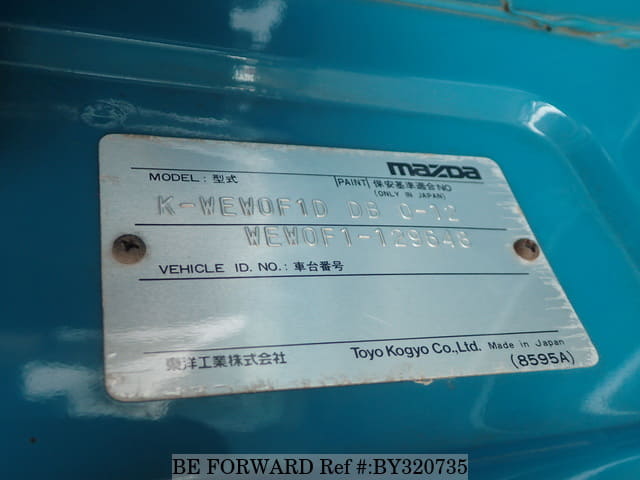 mazda
MODEL: 型式 PAINT 保安基準適合NO
(ONLY IN JAPAN)
K-WEW0F1D DB 0-12
WEW0F1-129648
VEHICLE ID. NO.: 車台番号
東洋工業株式会社 Toyo Kogyo Co.,Ltd. Made in Japan
(8595A)
BE FORWARD Ref #:BY320735